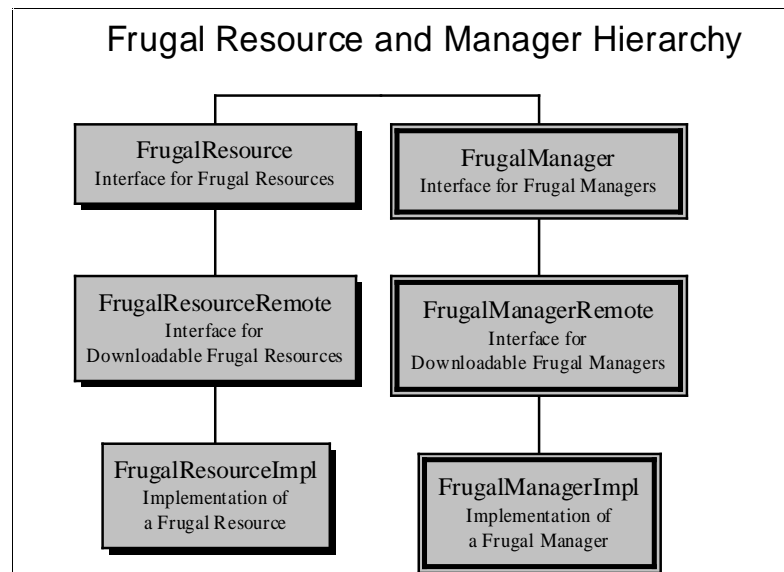 Frugal Resource and Manager Hierarchy
FrugalResource
Interface for Frugal Resources
FrugalManager
Interface for Frugal Managers
FrugalResourceRemote
Interface for
Downloadable Frugal Resources
FrugalManagerRemote
Interface for
Downloadable Frugal Managers
FrugalResourceImpl
Implementation of
a Frugal Resource
FrugalManagerImpl
Implementation of
a Frugal Manager